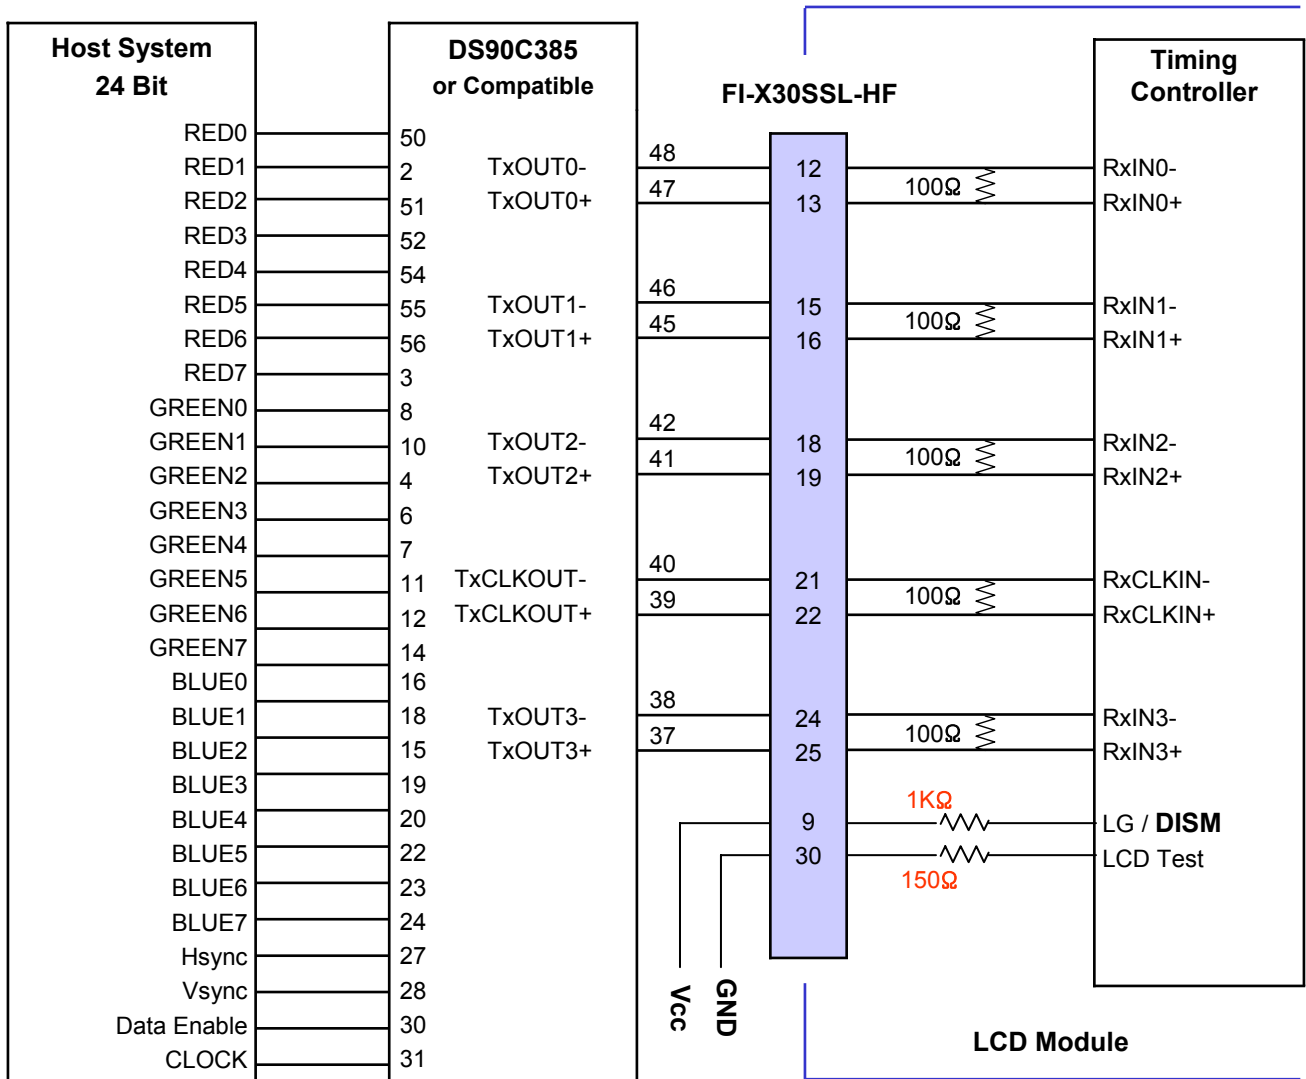 Host System
24 Bit
RED0
RED1
RED2
RED3
RED4
RED5
RED6
RED7
GREEN0
GREEN1
GREEN2
GREEN3
GREEN4
GREEN5
GREEN6
GREEN7
BLUE0
BLUE1
BLUE2
BLUE3
BLUE4
BLUE5
BLUE6
BLUE7
Hsync
Vsync
Data Enable
CLOCK
DS90C385
or Compatible
50
2
51
52
54
55
56
3
8
10
4
6
7
11
12
14
16
18
15
19
20
22
23
24
27
28
30
31
TxOUT0-
TxOUT0+
TxOUT1-
TxOUT1+
TxOUT2-
TxOUT2+
TxCLKOUT-
TxCLKOUT+
TxOUT3-
TxOUT3+
48
47
46
45
42
41
40
39
38
37
Vcc
GND
FI-X30SSL-HF
12
13
15
16
18
19
21
22
24
25
9
30
100Ω
100Ω
100Ω
100Ω
100Ω
1KΩ
150Ω
Timing
Controller
RxIN0-
RxIN0+
RxIN1-
RxIN1+
RxIN2-
RxIN2+
RxCLKIN-
RxCLKIN+
RxIN3-
RxIN3+
LG / DISM
LCD Test
LCD Module